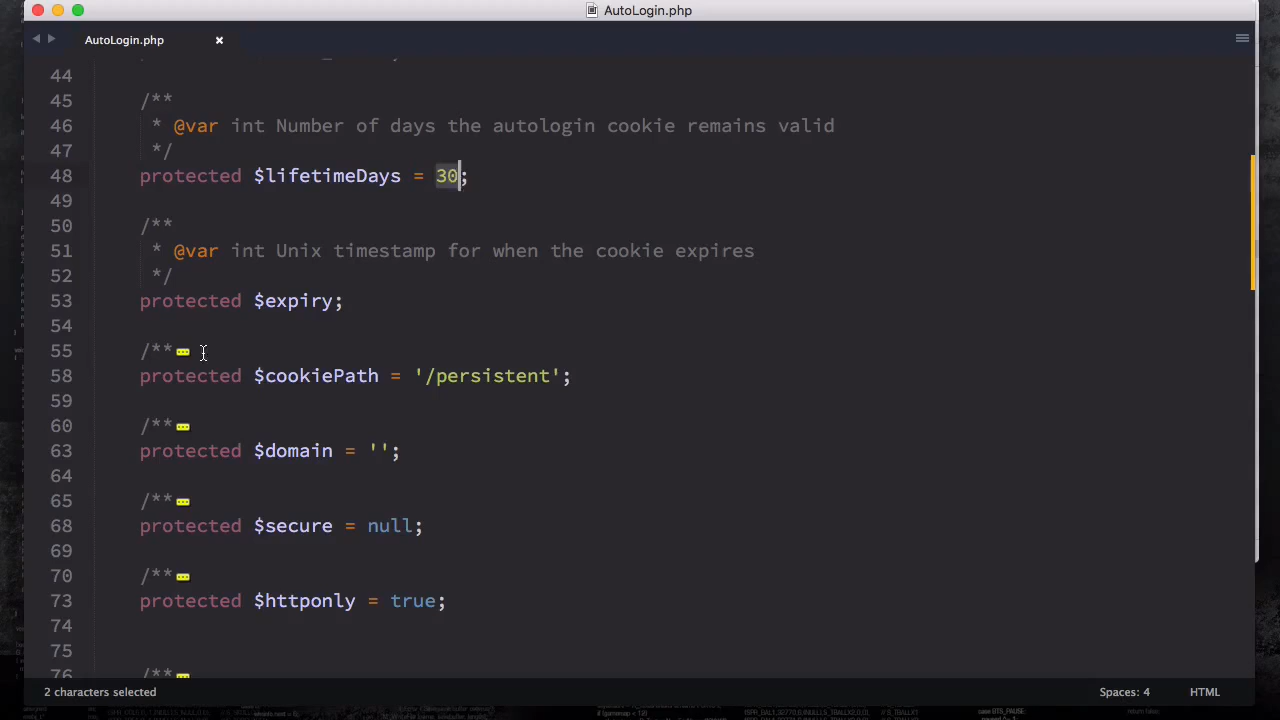 AutoLogin.php
AutoLogin.php
44
45 /**
46 * @var int Number of days the autologin cookie remains valid
47 */
48 protected $lifetimeDays = 30;
49
50 /**
51 * @var int Unix timestamp for when the cookie expires
52 */
53 protected $expiry;
54
55 /**
58 protected $cookiePath = '/persistent';
59
60 /**
63 protected $domain = '';
64
65 /**
68 protected $secure = null;
69
70 /**
73 protected $httponly = true;
74
75
76 /**
2 characters selected
Spaces: 4
HTML